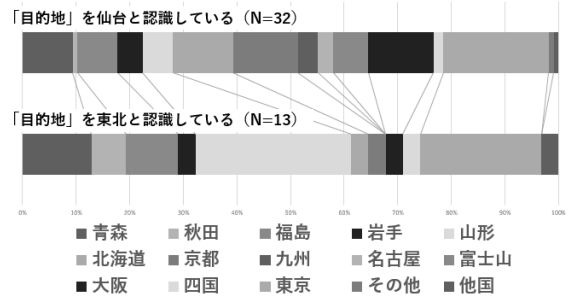 「目的地」を仙台と認識している（N=32）
「目的地」を東北と認識している（N=13）
0% 10% 20% 30% 40% 50% 60% 70% 80% 90% 100%
青森 秋田 福島 岩手 山形
北海道 京都 九州 名古屋 富士山
大阪 四国 東京 その他 他国